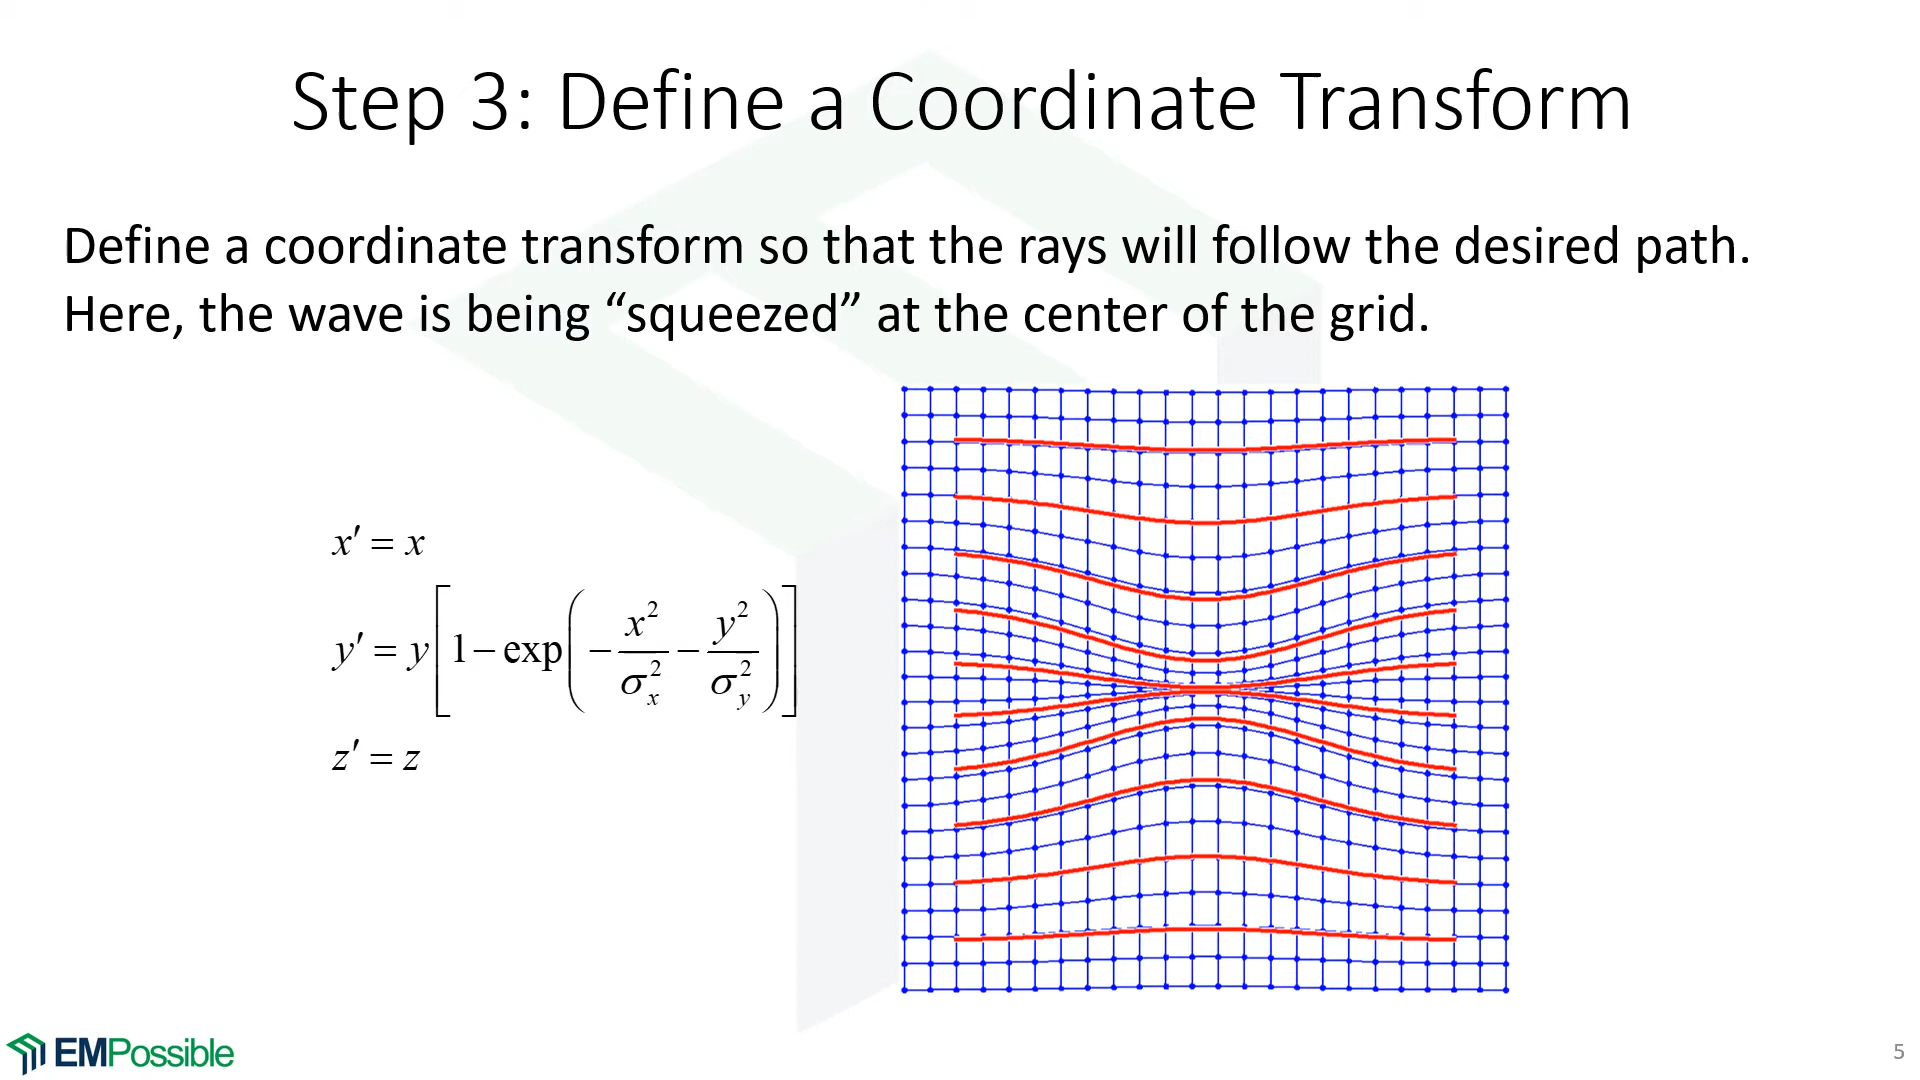 Step 3: Define a Coordinate Transform
Define a coordinate transform so that the rays will follow the desired path.
Here, the wave is being “squeezed” at the center of the grid.
x′ = x
y′ = y[1 − exp(−x²/σₓ² − y²/σ_y²)]
z′ = z
EMPossible
5